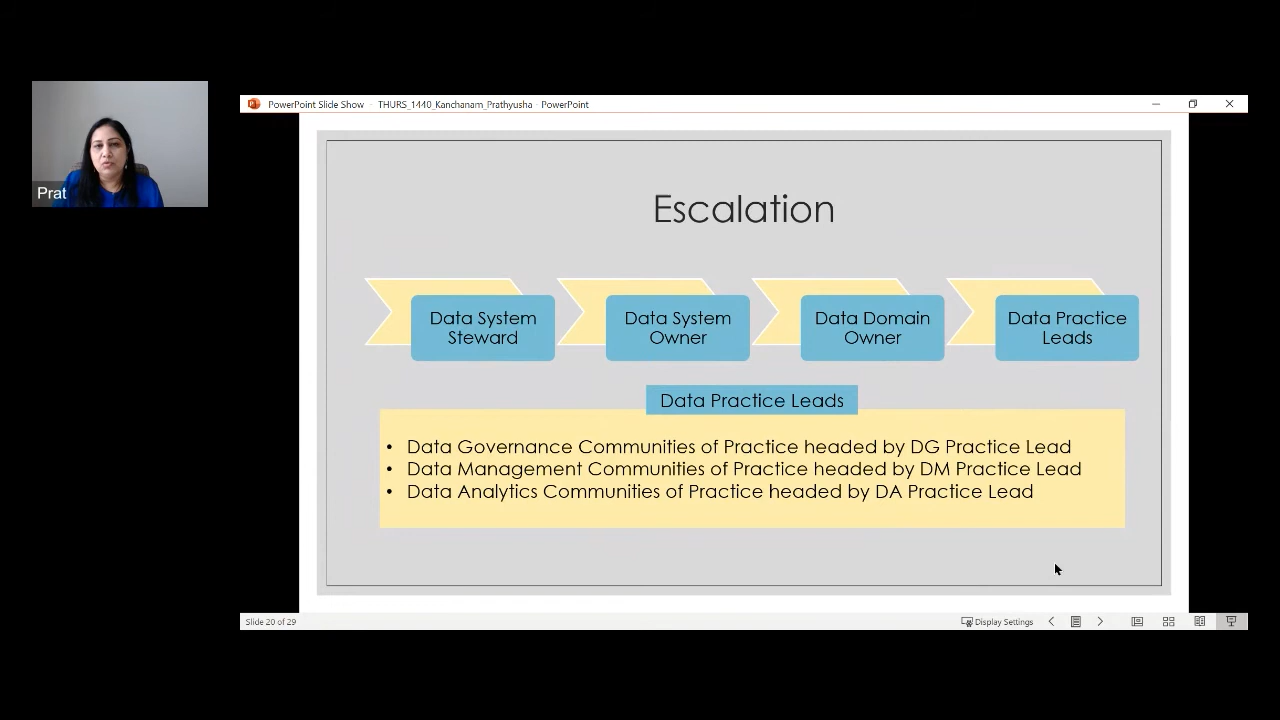 PowerPoint Slide Show - THURS_1440_Kanchanam_Prathyusha - PowerPoint
Prat
Escalation
Data System
Steward
Data System
Owner
Data Domain
Owner
Data Practice
Leads
Data Practice Leads
• Data Governance Communities of Practice headed by DG Practice Lead
• Data Management Communities of Practice headed by DM Practice Lead
• Data Analytics Communities of Practice headed by DA Practice Lead
Slide 20 of 29
Display Settings